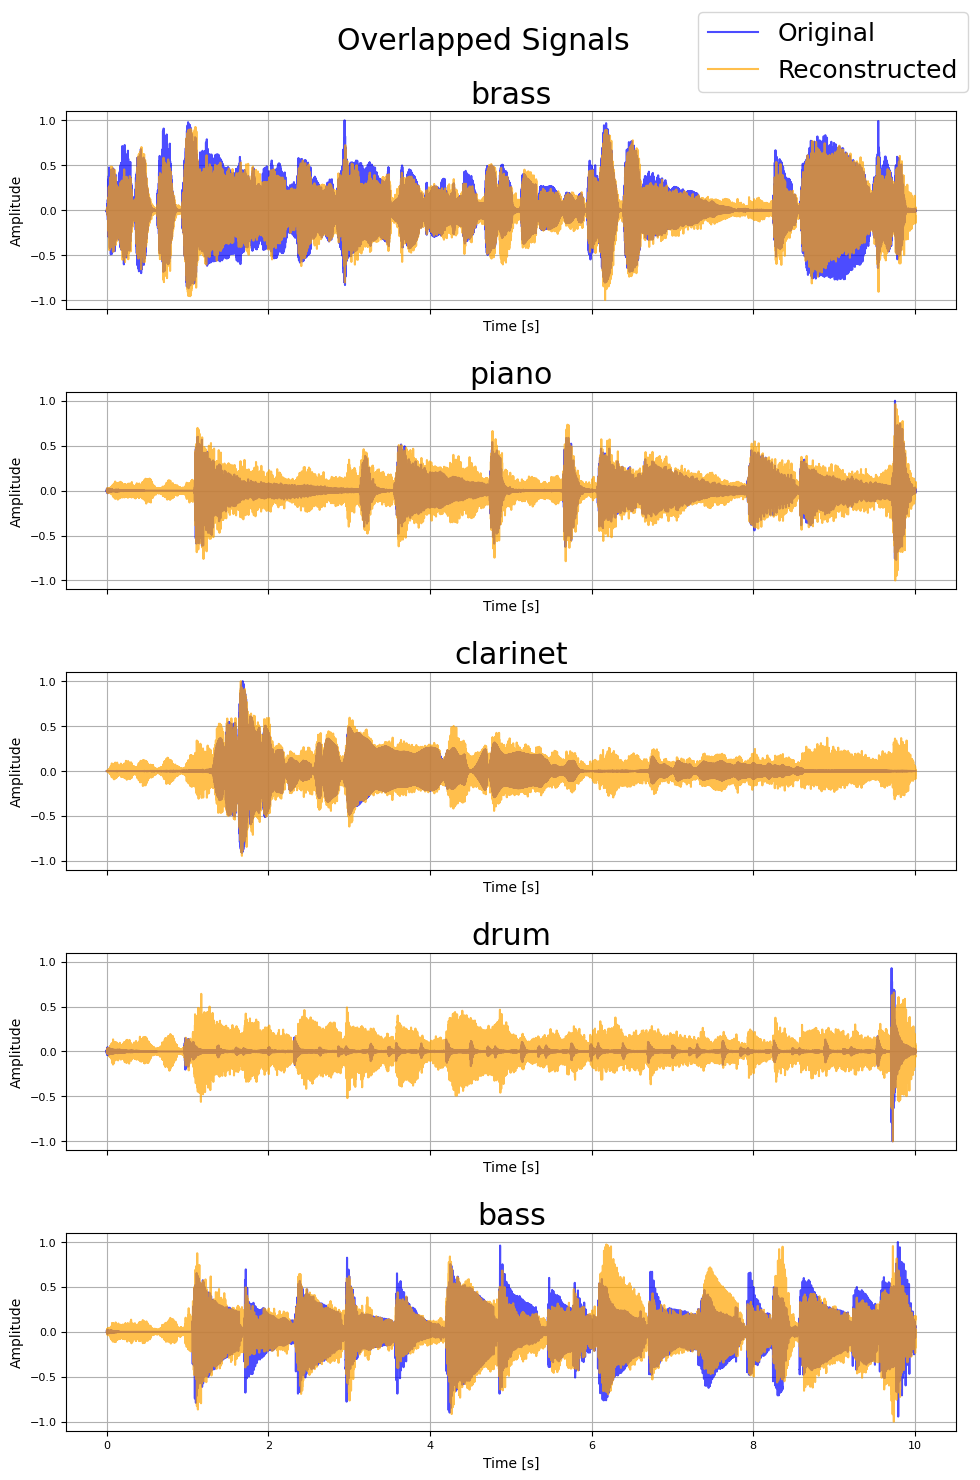 Overlapped Signals
Original
Reconstructed
brass
1.0
0.5
0.0
−0.5
−1.0
Amplitude
Time [s]
piano
1.0
0.5
0.0
−0.5
−1.0
Amplitude
Time [s]
clarinet
1.0
0.5
0.0
−0.5
−1.0
Amplitude
Time [s]
drum
1.0
0.5
0.0
−0.5
−1.0
Amplitude
Time [s]
bass
1.0
0.5
0.0
−0.5
−1.0
Amplitude
0 2 4 6 8 10
Time [s]